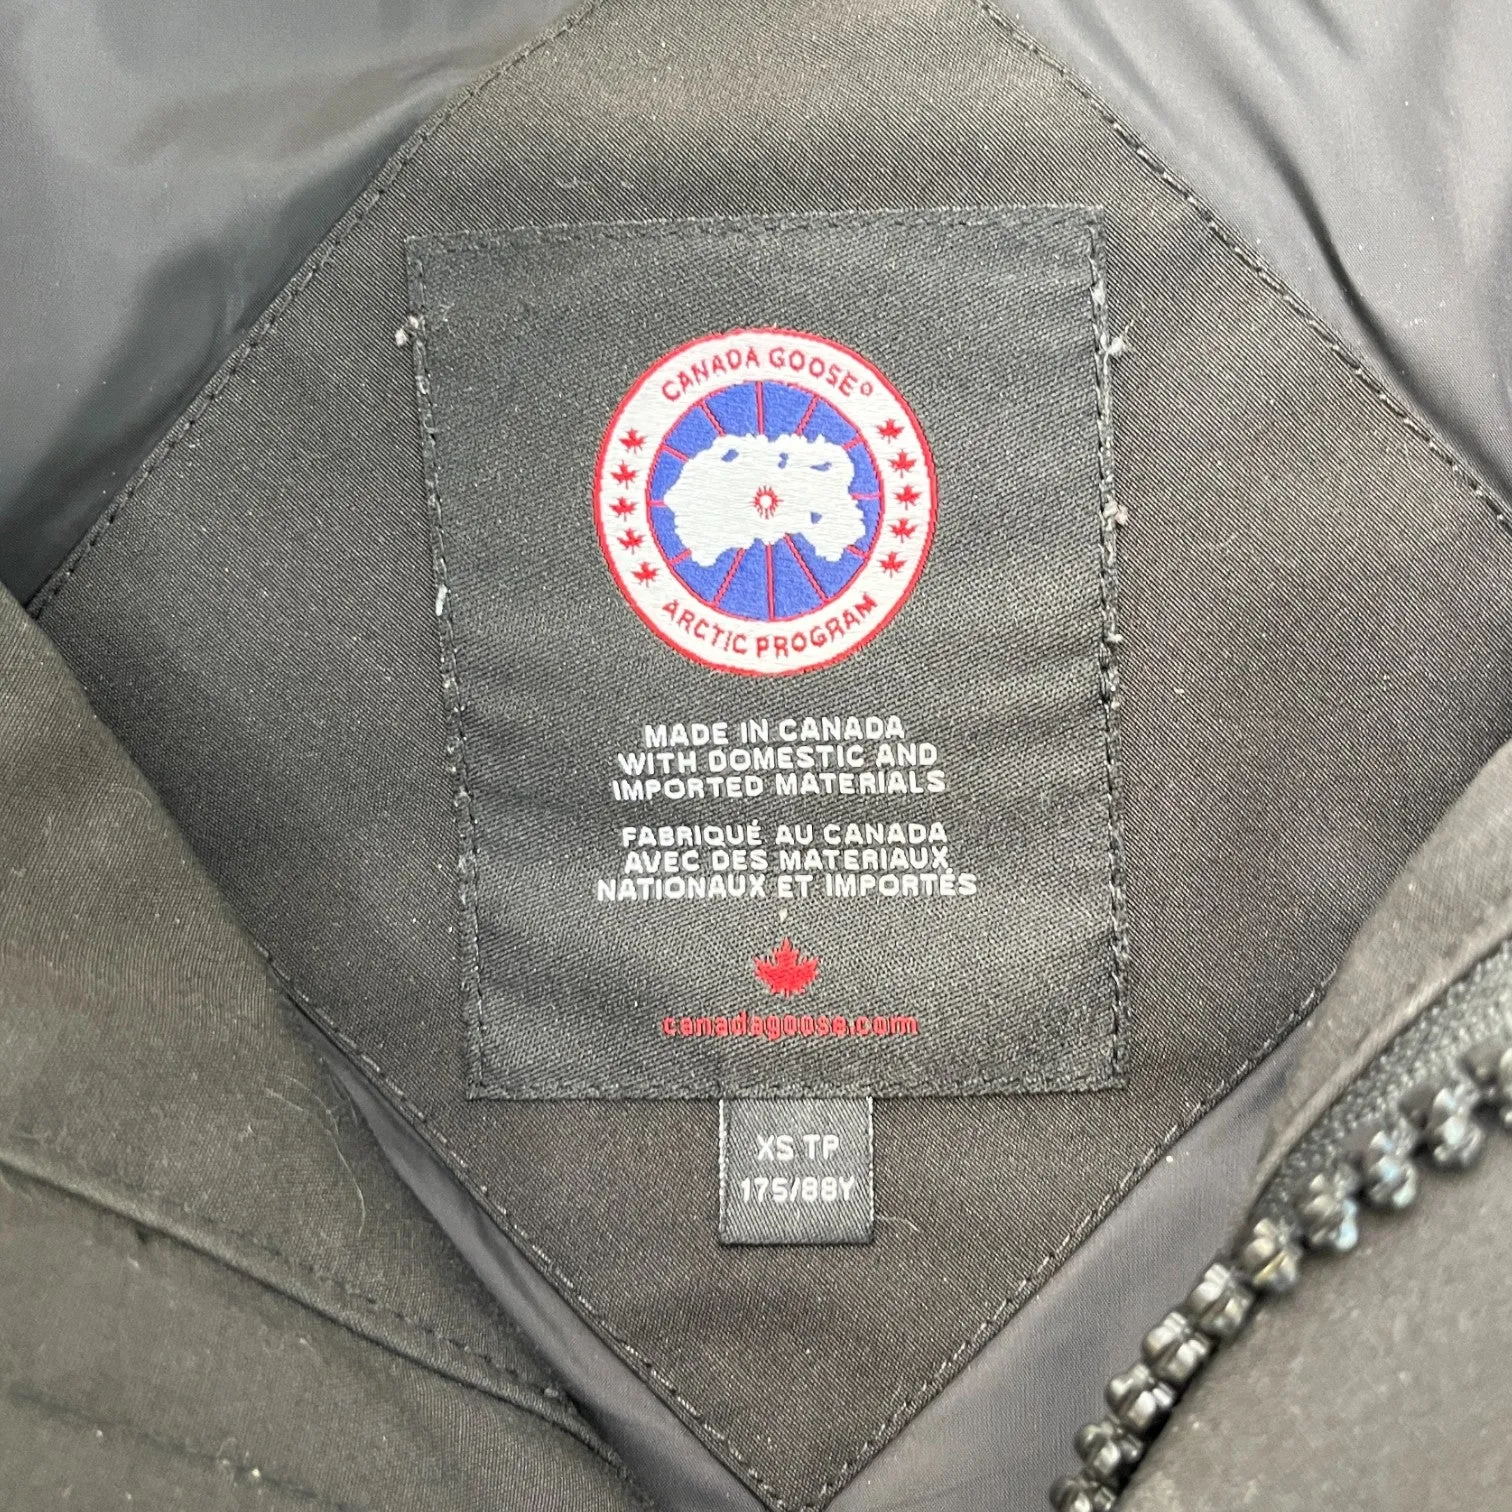 CANADA GOOSE®
ARCTIC PROGRAM
MADE IN CANADA
WITH DOMESTIC AND
IMPORTED MATERIALS
FABRIQUÉ AU CANADA
AVEC DES MATERIAUX
NATIONAUX ET IMPORTÉS
canadagoose.com
XS TP
175/88Y